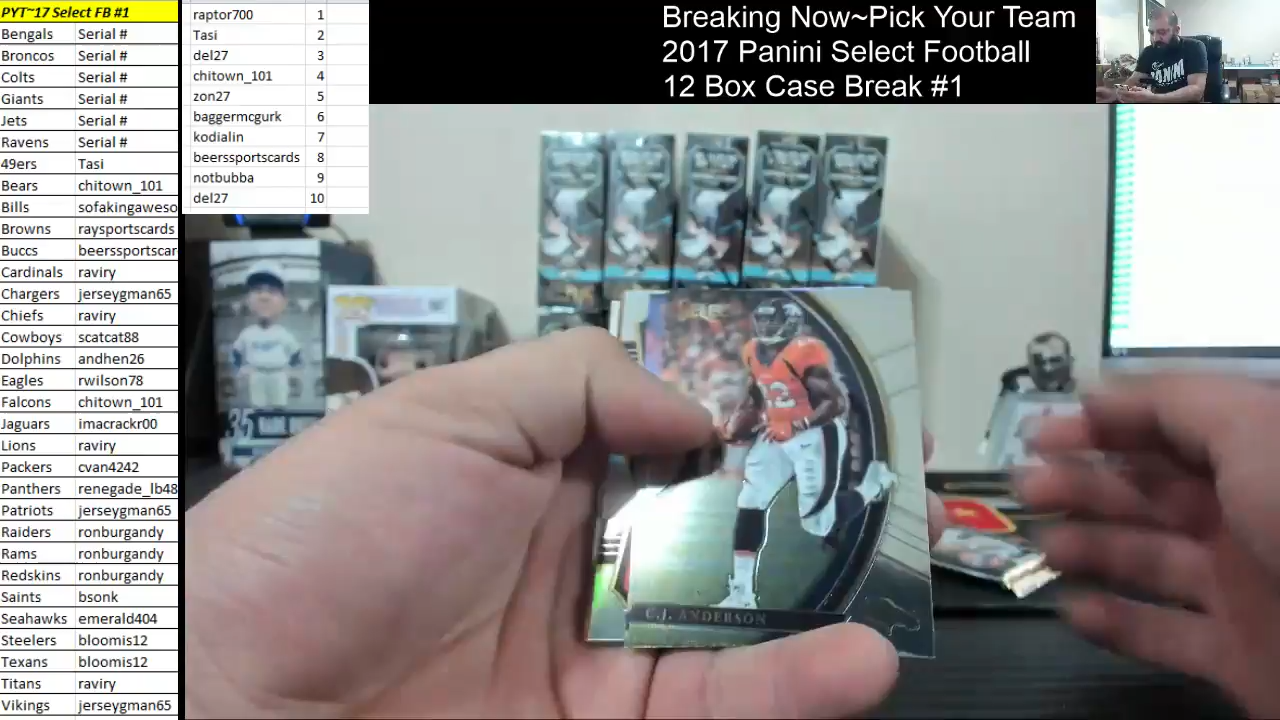 PYT~17 Select FB #1
Bengals Serial #
Broncos Serial #
Colts Serial #
Giants Serial #
Jets Serial #
Ravens Serial #
49ers Tasi
Bears chitown_101
Bills sofakingaweso
Browns raysportscards
Buccs beerssportscar
Cardinals raviry
Chargers jerseygman65
Chiefs raviry
Cowboys scatcat88
Dolphins andhen26
Eagles rwilson78
Falcons chitown_101
Jaguars imacrackr00
Lions raviry
Packers cvan4242
Panthers renegade_lb48
Patriots jerseygman65
Raiders ronburgandy
Rams ronburgandy
Redskins ronburgandy
Saints bsonk
Seahawks emerald404
Steelers bloomis12
Texans bloomis12
Titans raviry
Vikings jerseygman65
raptor700 1
Tasi 2
del27 3
chitown_101 4
zon27 5
baggermcgurk 6
kodialin 7
beerssportscards 8
notbubba 9
del27 10
Breaking Now~Pick Your Team
2017 Panini Select Football
12 Box Case Break #1
C.J. ANDERSON
35